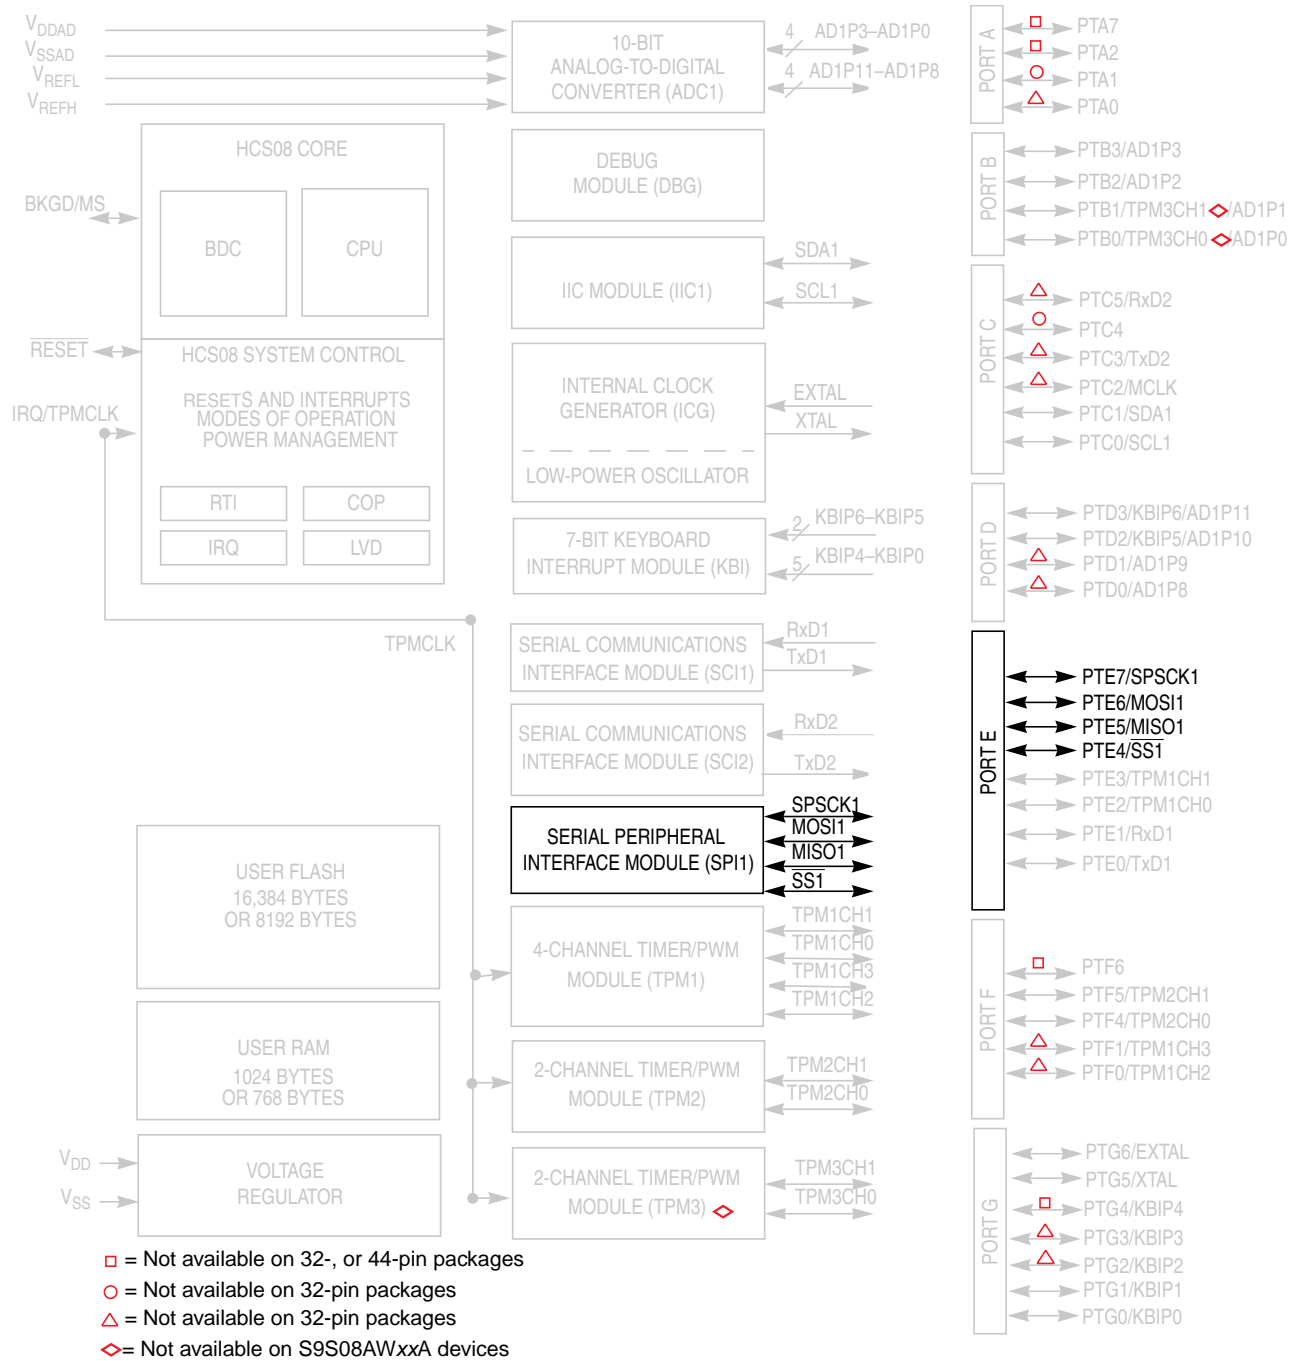 VDDAD
VSSAD
VREFL
VREFH
10-BIT
ANALOG-TO-DIGITAL
CONVERTER (ADC1)
4 AD1P3–AD1P0
4 AD1P11–AD1P8
HCS08 CORE
BDC
CPU
BKGD/MS
RESET
IRQ/TPMCLK
HCS08 SYSTEM CONTROL
RESETS AND INTERRUPTS
MODES OF OPERATION
POWER MANAGEMENT
RTI
COP
IRQ
LVD
TPMCLK
DEBUG
MODULE (DBG)
IIC MODULE (IIC1)
SDA1
SCL1
INTERNAL CLOCK
GENERATOR (ICG)
LOW-POWER OSCILLATOR
EXTAL
XTAL
7-BIT KEYBOARD
INTERRUPT MODULE (KBI)
2 KBIP6–KBIP5
5 KBIP4–KBIP0
SERIAL COMMUNICATIONS
INTERFACE MODULE (SCI1)
RxD1
TxD1
SERIAL COMMUNICATIONS
INTERFACE MODULE (SCI2)
RxD2
TxD2
SERIAL PERIPHERAL
INTERFACE MODULE (SPI1)
SPSCK1
MOSI1
MISO1
SS1
USER FLASH
16,384 BYTES
OR 8192 BYTES
4-CHANNEL TIMER/PWM
MODULE (TPM1)
TPM1CH1
TPM1CH0
TPM1CH3
TPM1CH2
USER RAM
1024 BYTES
OR 768 BYTES
2-CHANNEL TIMER/PWM
MODULE (TPM2)
TPM2CH1
TPM2CH0
VDD
VSS
VOLTAGE
REGULATOR
2-CHANNEL TIMER/PWM
MODULE (TPM3)
TPM3CH1
TPM3CH0
PORT A
PTA7
PTA2
PTA1
PTA0
PORT B
PTB3/AD1P3
PTB2/AD1P2
PTB1/TPM3CH1 /AD1P1
PTB0/TPM3CH0 /AD1P0
PORT C
PTC5/RxD2
PTC4
PTC3/TxD2
PTC2/MCLK
PTC1/SDA1
PTC0/SCL1
PORT D
PTD3/KBIP6/AD1P11
PTD2/KBIP5/AD1P10
PTD1/AD1P9
PTD0/AD1P8
PORT E
PTE7/SPSCK1
PTE6/MOSI1
PTE5/MISO1
PTE4/SS1
PTE3/TPM1CH1
PTE2/TPM1CH0
PTE1/RxD1
PTE0/TxD1
PORT F
PTF6
PTF5/TPM2CH1
PTF4/TPM2CH0
PTF1/TPM1CH3
PTF0/TPM1CH2
PORT G
PTG6/EXTAL
PTG5/XTAL
PTG4/KBIP4
PTG3/KBIP3
PTG2/KBIP2
PTG1/KBIP1
PTG0/KBIP0
= Not available on 32-, or 44-pin packages
= Not available on 32-pin packages
= Not available on 32-pin packages
= Not available on S9S08AWxxA devices